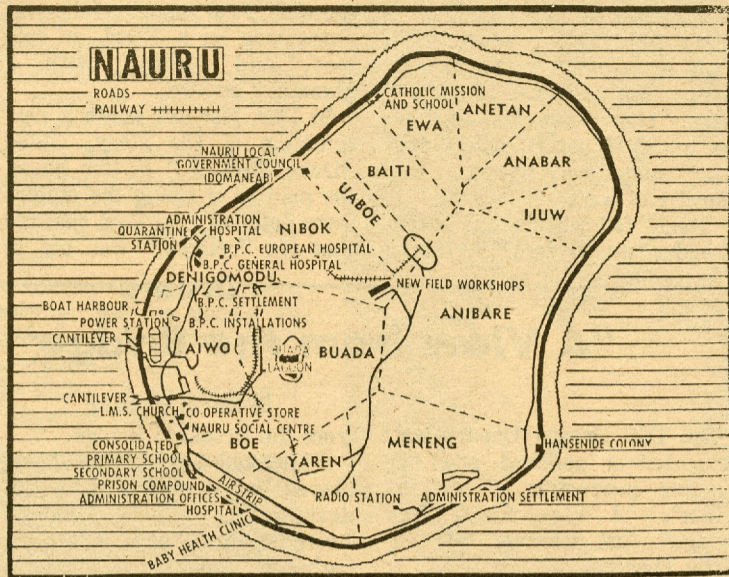 NAURU
ROADS
RAILWAY
CATHOLIC MISSION
AND SCHOOL
EWA
ANETAN
NAURU LOCAL
GOVERNMENT COUNCIL
(DOMANEAB)
BAITI
ANABAR
UABOE
IJUW
ADMINISTRATION
HOSPITAL
QUARANTINE
STATION
NIBOK
B.P.C. EUROPEAN HOSPITAL
B.P.C. GENERAL HOSPITAL
DENIGOMODU
NEW FIELD WORKSHOPS
BOAT HARBOUR
B.P.C. SETTLEMENT
ANIBARE
POWER STATION
B.P.C. INSTALLATIONS
CANTILEVER
AIWO
BUADA
LAGOON
BUADA
CANTILEVER
L.M.S. CHURCH
CO OPERATIVE STORE
NAURU SOCIAL CENTRE
BOE
MENENG
HANSENIDE COLONY
CONSOLIDATED
PRIMARY SCHOOL
SECONDARY SCHOOL
PRISON COMPOUND
ADMINISTRATION OFFICES
HOSPITAL
BABY HEALTH CLINIC
YAREN
AIRSTRIP
RADIO STATION
ADMINISTRATION SETTLEMENT